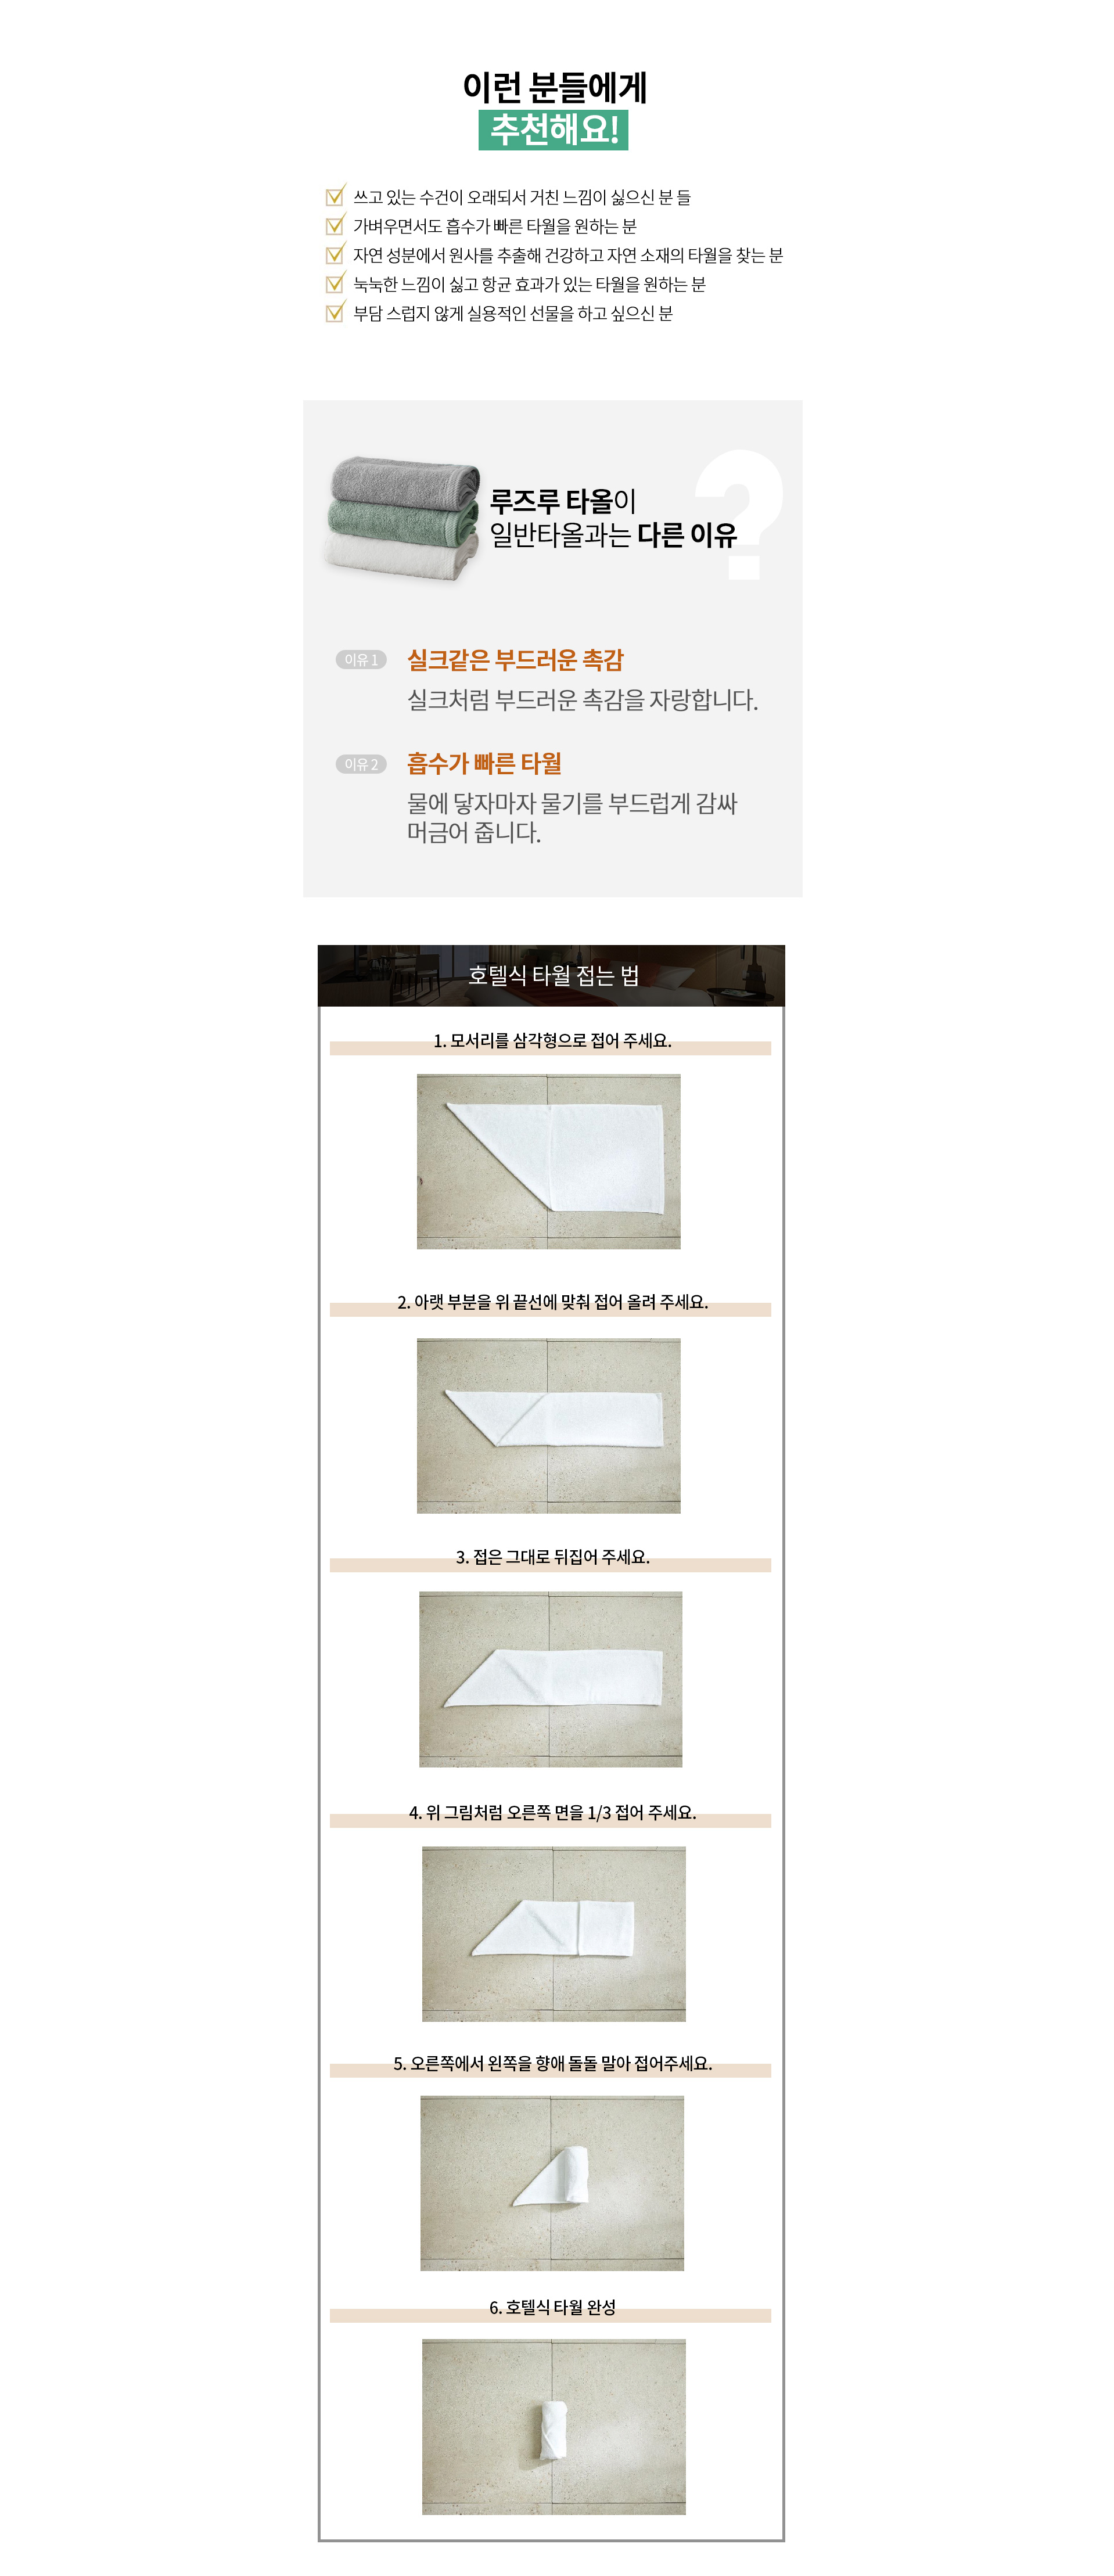 이런 분들에게
추천해요!
쓰고 있는 수건이 오래되서 거친 느낌이 싫으신 분 들
가벼우면서도 흡수가 빠른 타월을 원하는 분
자연 성분에서 원사를 추출해 건강하고 자연 소재의 타월을 찾는 분
눅눅한 느낌이 싫고 항균 효과가 있는 타월을 원하는 분
부담 스럽지 않게 실용적인 선물을 하고 싶으신 분
루즈루 타올이
일반타올과는 다른 이유
?
이유 1
실크같은 부드러운 촉감
실크처럼 부드러운 촉감을 자랑합니다.
이유 2
흡수가 빠른 타월
물에 닿자마자 물기를 부드럽게 감싸
머금어 줍니다.
호텔식 타월 접는 법
1. 모서리를 삼각형으로 접어 주세요.
2. 아랫 부분을 위 끝선에 맞춰 접어 올려 주세요.
3. 접은 그대로 뒤집어 주세요.
4. 위 그림처럼 오른쪽 면을 1/3 접어 주세요.
5. 오른쪽에서 왼쪽을 향애 돌돌 말아 접어주세요.
6. 호텔식 타월 완성